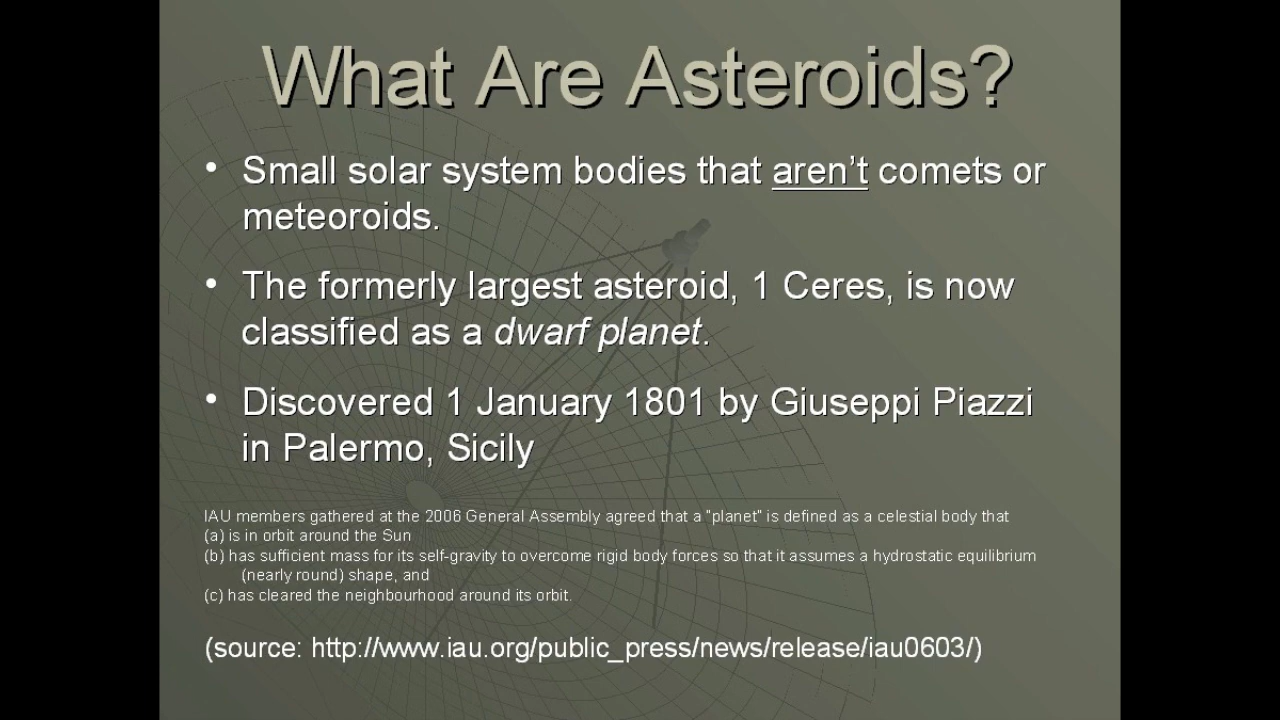 What Are Asteroids?
• Small solar system bodies that aren't comets or
meteoroids.
• The formerly largest asteroid, 1 Ceres, is now
classified as a dwarf planet.
• Discovered 1 January 1801 by Giuseppi Piazzi
in Palermo, Sicily
IAU members gathered at the 2006 General Assembly agreed that a "planet" is defined as a celestial body that
(a) is in orbit around the Sun
(b) has sufficient mass for its self-gravity to overcome rigid body forces so that it assumes a hydrostatic equilibrium
(nearly round) shape, and
(c) has cleared the neighbourhood around its orbit.
(source: http://www.iau.org/public_press/news/release/iau0603/)